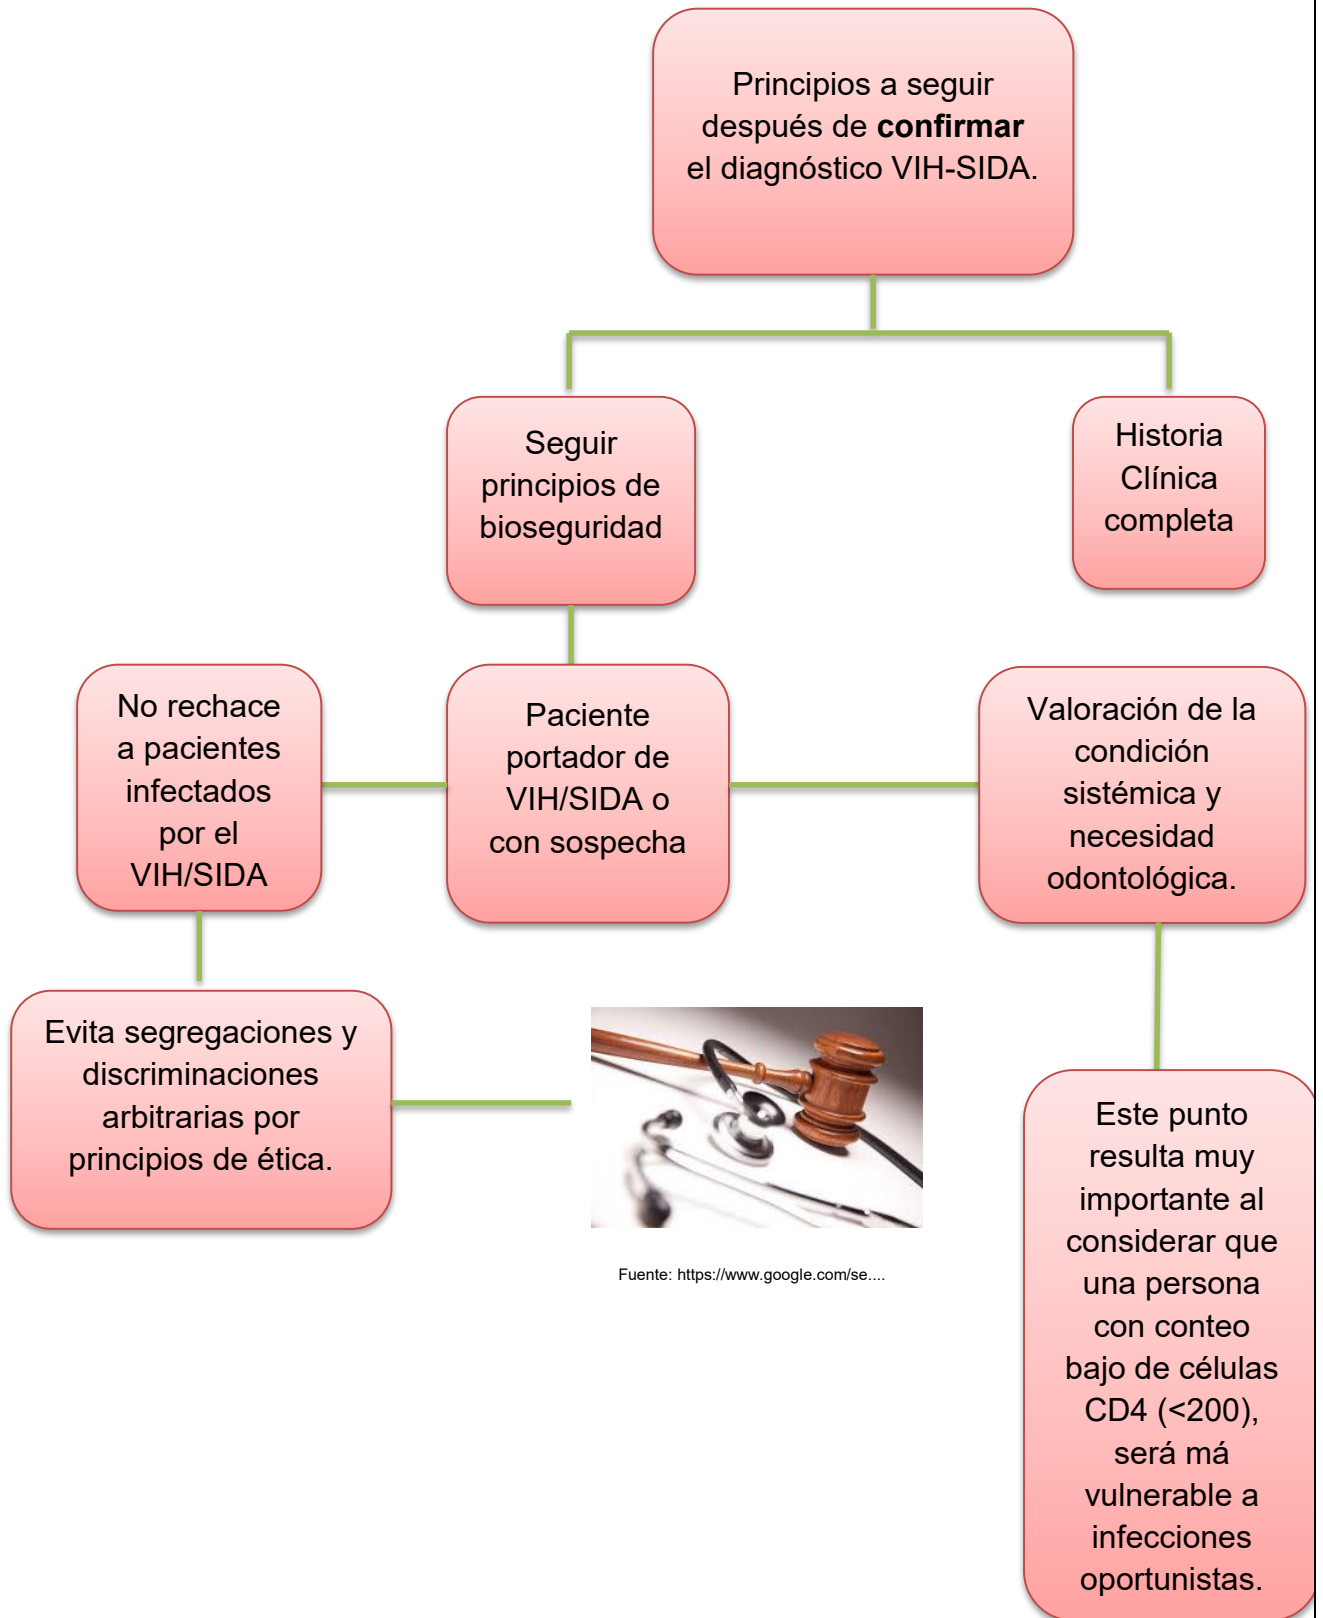 Principios a seguir
después de confirmar
el diagnóstico VIH-SIDA.
Seguir
principios de
bioseguridad
Historia
Clínica
completa
No rechace
a pacientes
infectados
por el
VIH/SIDA
Paciente
portador de
VIH/SIDA o
con sospecha
Valoración de la
condición
sistémica y
necesidad
odontológica.
Evita segregaciones y
discriminaciones
arbitrarias por
principios de ética.
Fuente: https://www.google.com/se....
Este punto
resulta muy
importante al
considerar que
una persona
con conteo
bajo de células
CD4 (<200),
será má
vulnerable a
infecciones
oportunistas.